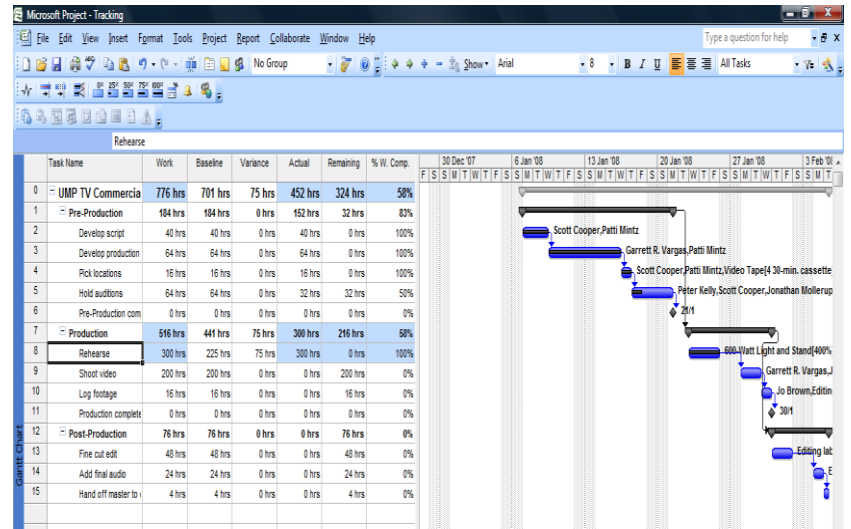 Microsoft Project - Tracking
File Edit View Insert Format Tools Project Report Collaborate Window Help Type a question for help
No Group Show Arial 8 B I U All Tasks
0% 25% 50% 75% 100%
Rehearse
Task Name Work Baseline Variance Actual Remaining % W. Comp. 30 Dec '07 6 Jan '08 13 Jan '08 20 Jan '08 27 Jan '08 3 Feb '0
F S S M T W T F S S M T W T F S S M T W T F S S M T W T F S S M T W T F S S M T
0 UMP TV Commercia 776 hrs 701 hrs 75 hrs 452 hrs 324 hrs 58%
1 Pre-Production 184 hrs 184 hrs 0 hrs 152 hrs 32 hrs 83%
2 Develop script 40 hrs 40 hrs 0 hrs 40 hrs 0 hrs 100% Scott Cooper,Patti Mintz
3 Develop production 64 hrs 64 hrs 0 hrs 64 hrs 0 hrs 100% Garrett R. Vargas,Patti Mintz
4 Pick locations 16 hrs 16 hrs 0 hrs 16 hrs 0 hrs 100% Scott Cooper,Patti Mintz,Video Tape[4 30-min. cassette
5 Hold auditions 64 hrs 64 hrs 0 hrs 32 hrs 32 hrs 50% Peter Kelly,Scott Cooper,Jonathan Mollerup
6 Pre-Production com 0 hrs 0 hrs 0 hrs 0 hrs 0 hrs 0% 21/1
7 Production 516 hrs 441 hrs 75 hrs 300 hrs 216 hrs 58%
8 Rehearse 300 hrs 225 hrs 75 hrs 300 hrs 0 hrs 100% 600-Watt Light and Stand[400%
9 Shoot video 200 hrs 200 hrs 0 hrs 0 hrs 200 hrs 0% Garrett R. Vargas,J
10 Log footage 16 hrs 16 hrs 0 hrs 0 hrs 16 hrs 0% Jo Brown,Editin
11 Production complete 0 hrs 0 hrs 0 hrs 0 hrs 0 hrs 0% 30/1
12 Post-Production 76 hrs 76 hrs 0 hrs 0 hrs 76 hrs 0%
13 Fine cut edit 48 hrs 48 hrs 0 hrs 0 hrs 48 hrs 0% Editing lab
14 Add final audio 24 hrs 24 hrs 0 hrs 0 hrs 24 hrs 0% E
15 Hand off master to 4 hrs 4 hrs 0 hrs 0 hrs 4 hrs 0%
Gantt Chart